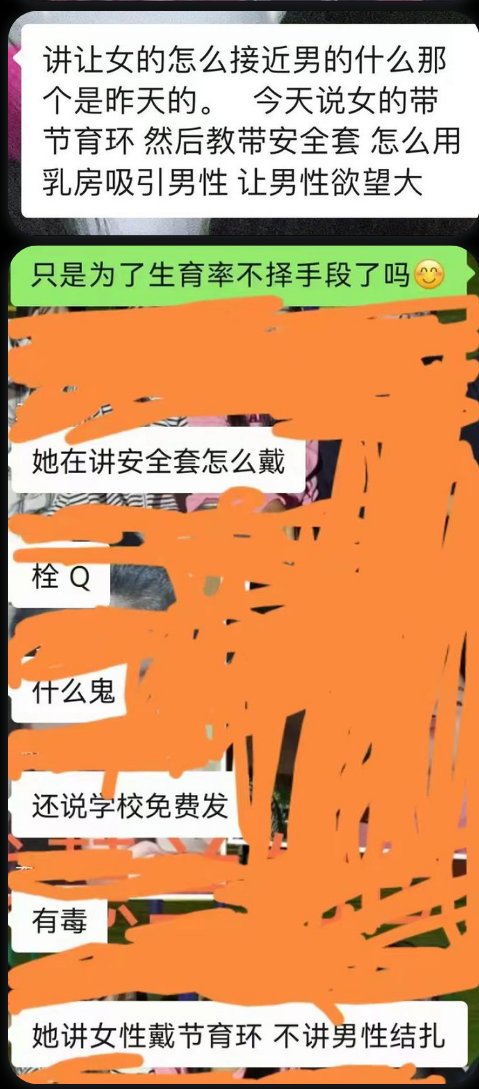 讲让女的怎么接近男的什么那
个是昨天的。 今天说女的带
节育环 然后教带安全套 怎么用
乳房吸引男性 让男性欲望大
只是为了生育率不择手段了吗😊
她在讲安全套怎么戴
栓 Q
什么鬼
还说学校免费发
有毒
她讲女性戴节育环 不讲男性结扎